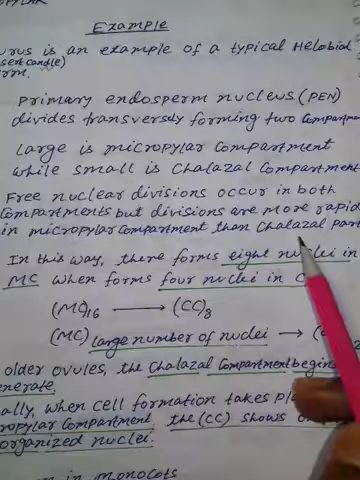 Example
urus is an example of a typical Helobial
sert candle)
rm.
Primary endosperm nucleus (PEN)
divides transversly forming two compartme
Large is micropylar compartment
while small is chalazal compartment
Free nuclear divisions occur in both
compartments but divisions are more rapid
in micropylar compartment than chalazal part
In this way, there forms eight nuclei in
MC when forms four nuclei in C
(MC)16 → (CC)8
(MC) large number of nuclei → (
older ovules, the chalazal compartment begins
enerate.
ally, when cell formation takes pl
ropylar compartment, the (CC) shows
organized nuclei.
in monocots